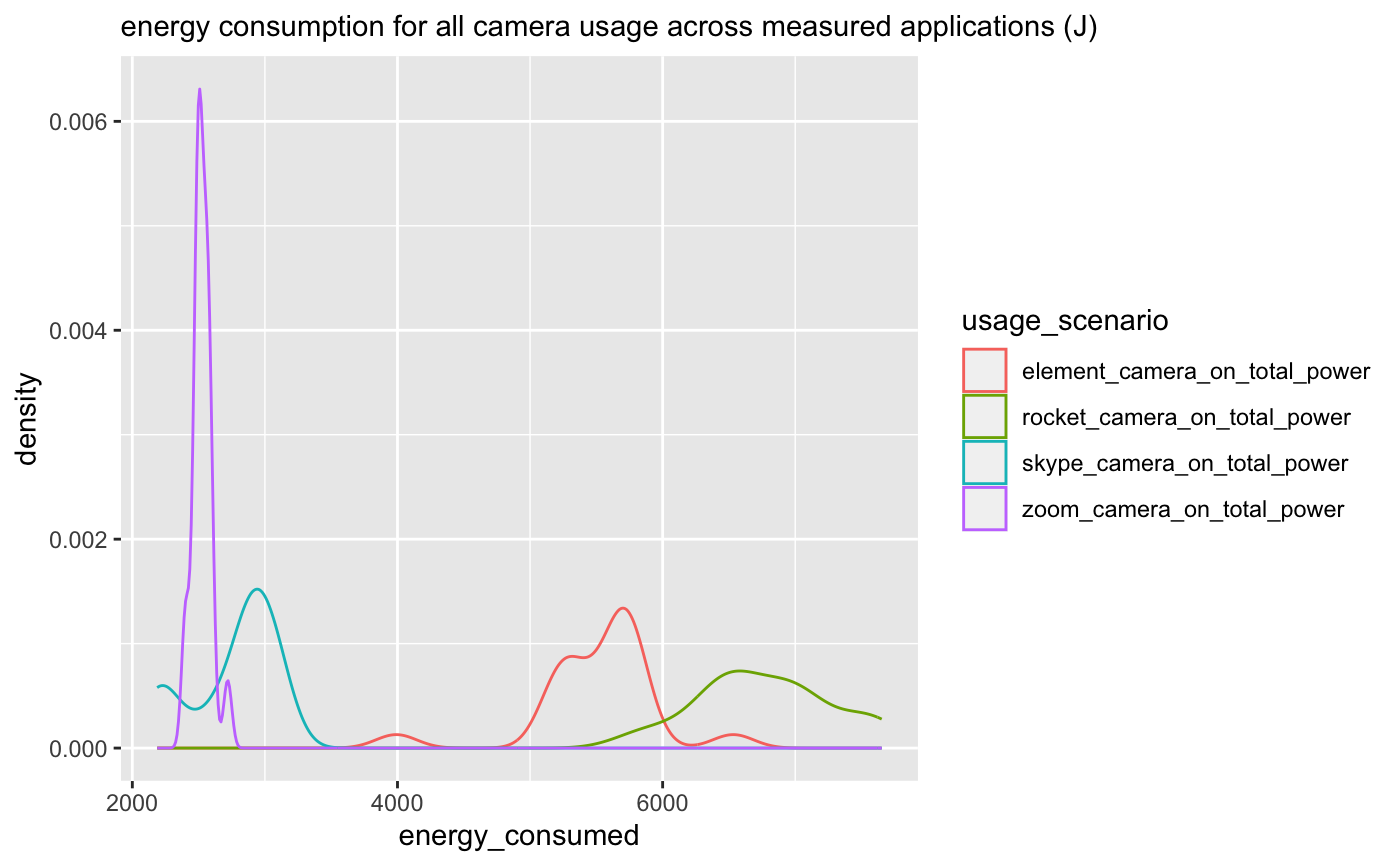 energy consumption for all camera usage across measured applications (J)
0.006
0.004
0.002
0.000
density
2000
4000
6000
energy_consumed
usage_scenario
element_camera_on_total_power
rocket_camera_on_total_power
skype_camera_on_total_power
zoom_camera_on_total_power